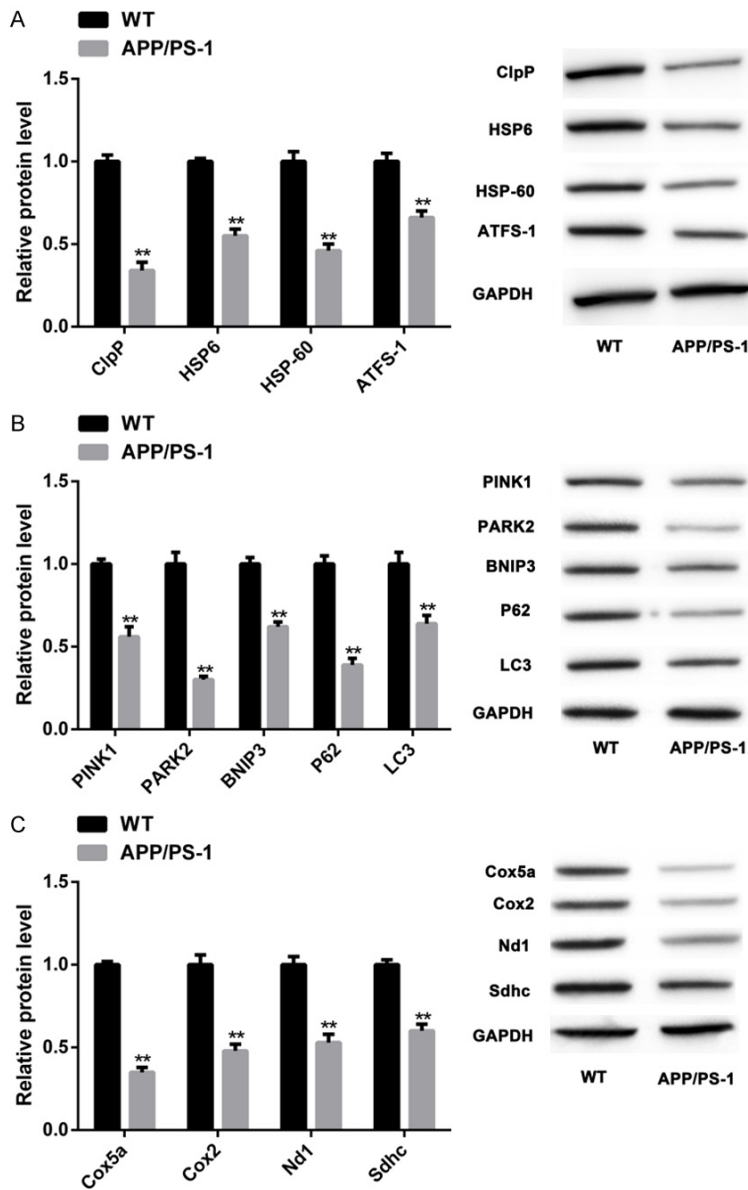 A
WT
APP/PS-1
Relative protein level
1.5
1.0
0.5
0.0
**
**
**
**
ClpP
HSP6
HSP-60
ATFS-1
ClpP
HSP6
HSP-60
ATFS-1
GAPDH
WT APP/PS-1
B
WT
APP/PS-1
Relative protein level
1.5
1.0
0.5
0.0
**
**
**
**
**
PINK1
PARK2
BNIP3
P62
LC3
PINK1
PARK2
BNIP3
P62
LC3
GAPDH
WT APP/PS-1
C
WT
APP/PS-1
Relative protein level
1.5
1.0
0.5
0.0
**
**
**
**
Cox5a
Cox2
Nd1
Sdhc
Cox5a
Cox2
Nd1
Sdhc
GAPDH
WT APP/PS-1